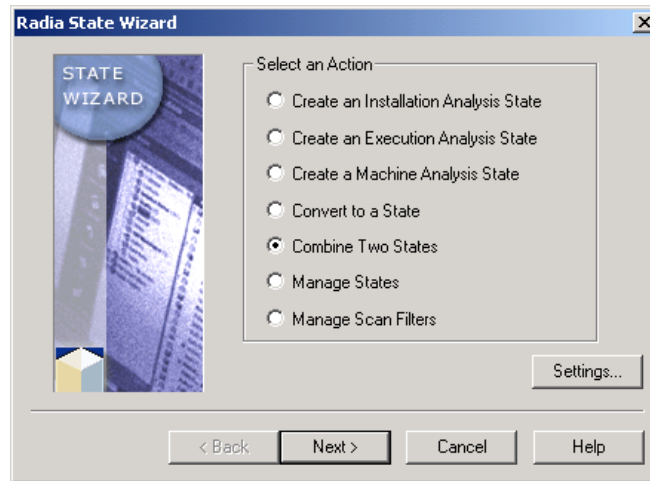 Radia State Wizard
STATE
WIZARD
Select an Action
Create an Installation Analysis State
Create an Execution Analysis State
Create a Machine Analysis State
Convert to a State
Combine Two States
Manage States
Manage Scan Filters
Settings...
< Back
Next >
Cancel
Help